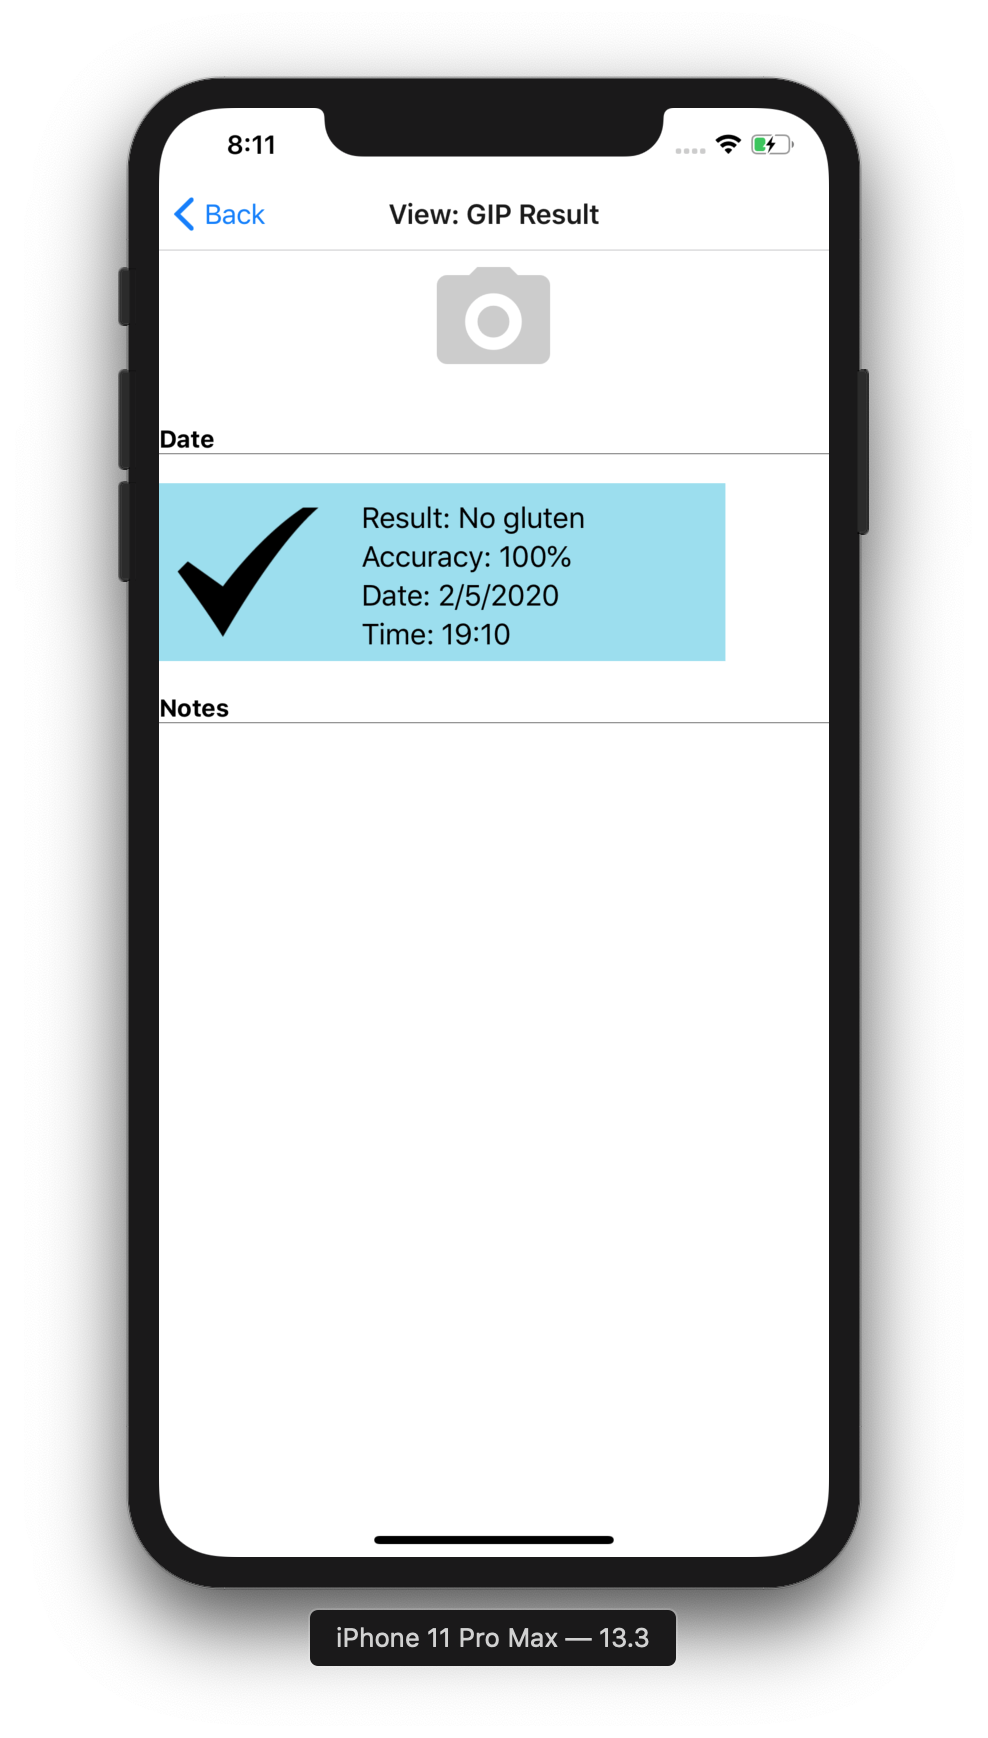 8:11
Back
View: GIP Result
Date
Result: No gluten
Accuracy: 100%
Date: 2/5/2020
Time: 19:10
Notes
iPhone 11 Pro Max — 13.3